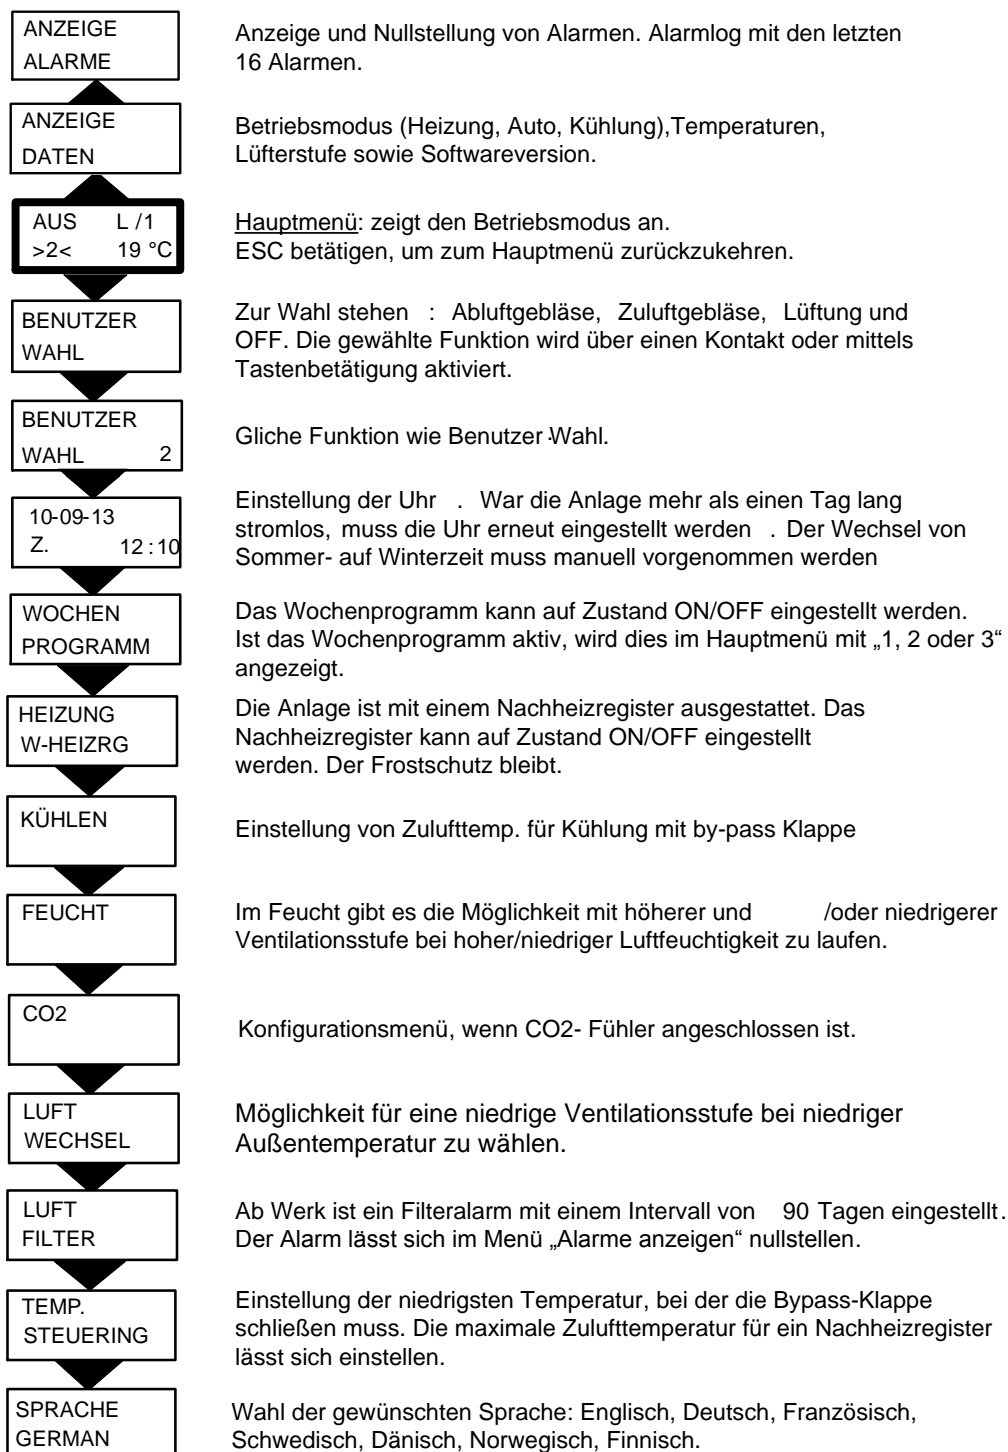 ANZEIGE
ALARME
Anzeige und Nullstellung von Alarmen. Alarmlog mit den letzten
16 Alarmen.
ANZEIGE
DATEN
Betriebsmodus (Heizung, Auto, Kühlung),Temperaturen,
Lüfterstufe sowie Softwareversion.
AUS L /1
>2< 19 °C
Hauptmenü: zeigt den Betriebsmodus an.
ESC betätigen, um zum Hauptmenü zurückzukehren.
BENUTZER
WAHL
Zur Wahl stehen : Abluftgebläse, Zuluftgebläse, Lüftung und
OFF. Die gewählte Funktion wird über einen Kontakt oder mittels
Tastenbetätigung aktiviert.
BENUTZER
WAHL 2
Gliche Funktion wie Benutzer-Wahl.
10-09-13
Z. 12:10
Einstellung der Uhr . War die Anlage mehr als einen Tag lang
stromlos, muss die Uhr erneut eingestellt werden . Der Wechsel von
Sommer- auf Winterzeit muss manuell vorgenommen werden
WOCHEN
PROGRAMM
Das Wochenprogramm kann auf Zustand ON/OFF eingestellt werden.
Ist das Wochenprogramm aktiv, wird dies im Hauptmenü mit „1, 2 oder 3“
angezeigt.
HEIZUNG
W-HEIZRG
Die Anlage ist mit einem Nachheizregister ausgestattet. Das
Nachheizregister kann auf Zustand ON/OFF eingestellt
werden. Der Frostschutz bleibt.
KÜHLEN
Einstellung von Zulufttemp. für Kühlung mit by-pass Klappe
FEUCHT
Im Feucht gibt es die Möglichkeit mit höherer und /oder niedrigerer
Ventilationsstufe bei hoher/niedriger Luftfeuchtigkeit zu laufen.
CO2
Konfigurationsmenü, wenn CO2- Fühler angeschlossen ist.
LUFT
WECHSEL
Möglichkeit für eine niedrige Ventilationsstufe bei niedriger
Außentemperatur zu wählen.
LUFT
FILTER
Ab Werk ist ein Filteralarm mit einem Intervall von 90 Tagen eingestellt.
Der Alarm lässt sich im Menü „Alarme anzeigen“ nullstellen.
TEMP.
STEUERING
Einstellung der niedrigsten Temperatur, bei der die Bypass-Klappe
schließen muss. Die maximale Zulufttemperatur für ein Nachheizregister
lässt sich einstellen.
SPRACHE
GERMAN
Wahl der gewünschten Sprache: Englisch, Deutsch, Französisch,
Schwedisch, Dänisch, Norwegisch, Finnisch.